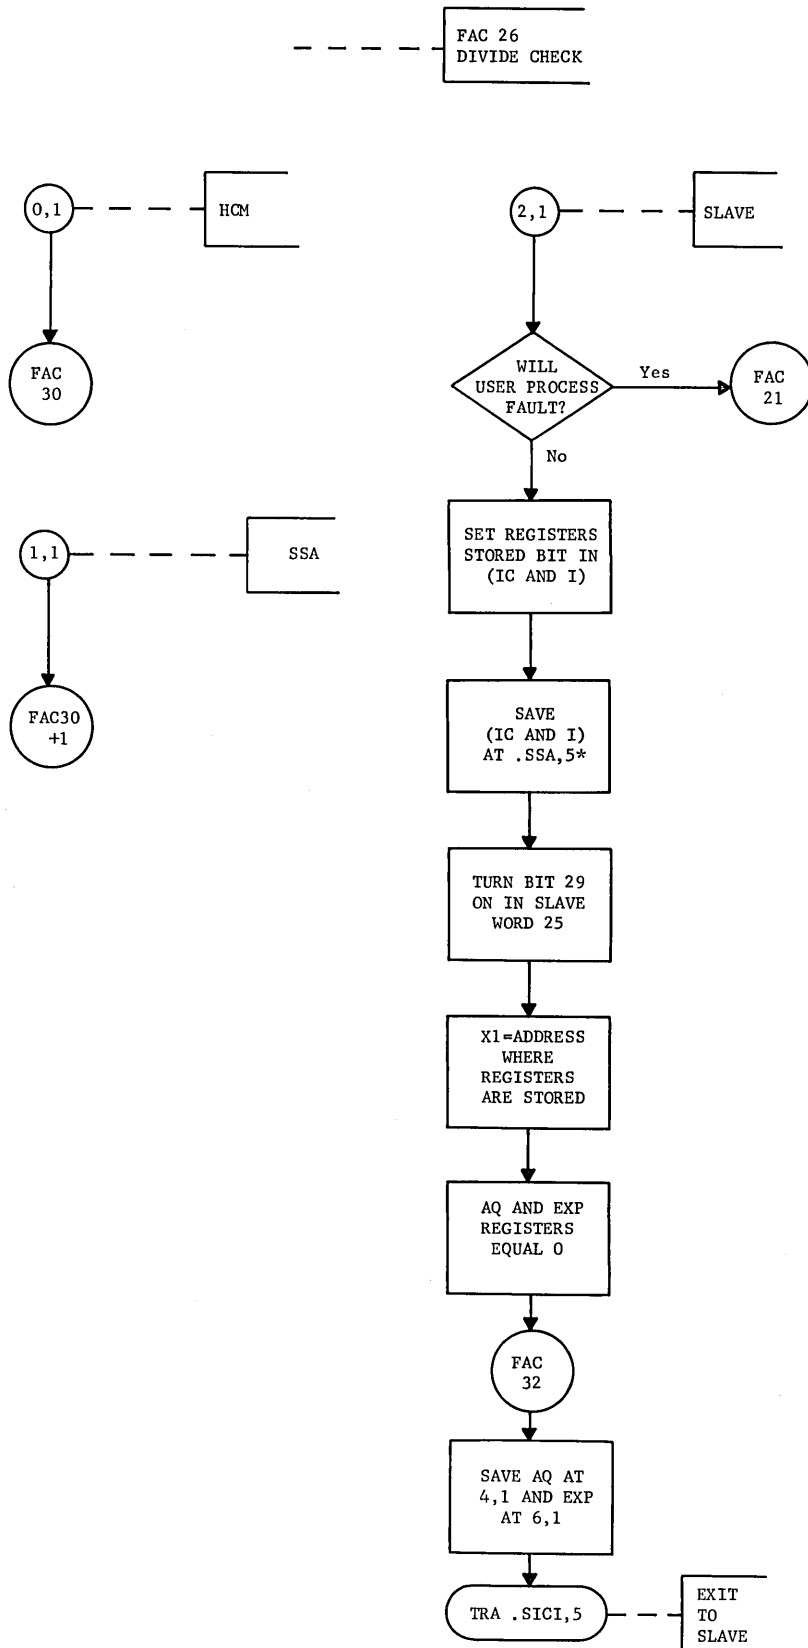 FAC 26
DIVIDE CHECK
0,1
HCM
FAC
30
1,1
SSA
FAC30
+1
2,1
SLAVE
WILL
USER PROCESS
FAULT?
Yes
FAC
21
No
SET REGISTERS
STORED BIT IN
(IC AND I)
SAVE
(IC AND I)
AT .SSA,5*
TURN BIT 29
ON IN SLAVE
WORD 25
X1=ADDRESS
WHERE
REGISTERS
ARE STORED
AQ AND EXP
REGISTERS
EQUAL 0
FAC
32
SAVE AQ AT
4,1 AND EXP
AT 6,1
TRA .SICI,5
EXIT
TO
SLAVE